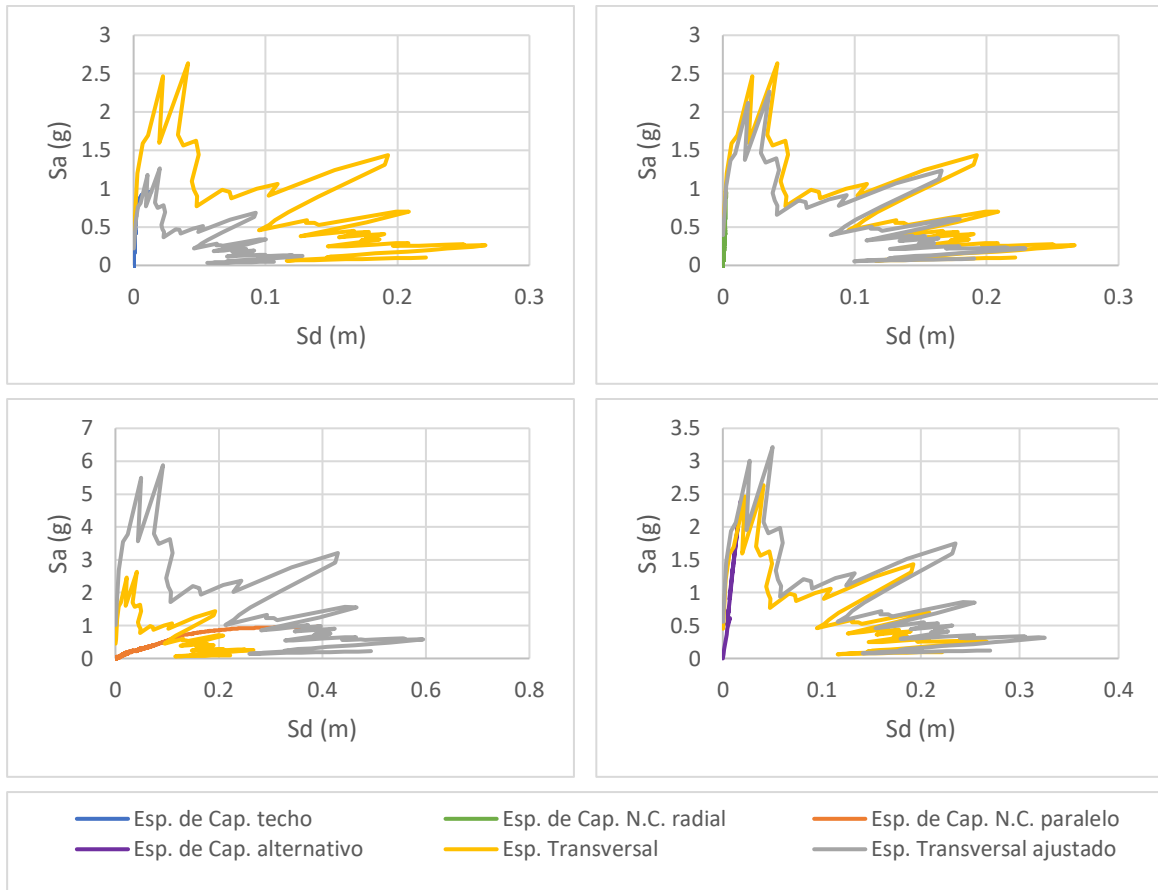 3
2.5
2
1.5
1
0.5
0
Sa (g)
0 0.1 0.2 0.3
Sd (m)
3
2.5
2
1.5
1
0.5
0
Sa (g)
0 0.1 0.2 0.3
Sd (m)
7
6
5
4
3
2
1
0
Sa (g)
0 0.2 0.4 0.6 0.8
Sd (m)
3.5
3
2.5
2
1.5
1
0.5
0
Sa (g)
0 0.1 0.2 0.3 0.4
Sd (m)
Esp. de Cap. techo Esp. de Cap. N.C. radial Esp. de Cap. N.C. paralelo
Esp. de Cap. alternativo Esp. Transversal Esp. Transversal ajustado